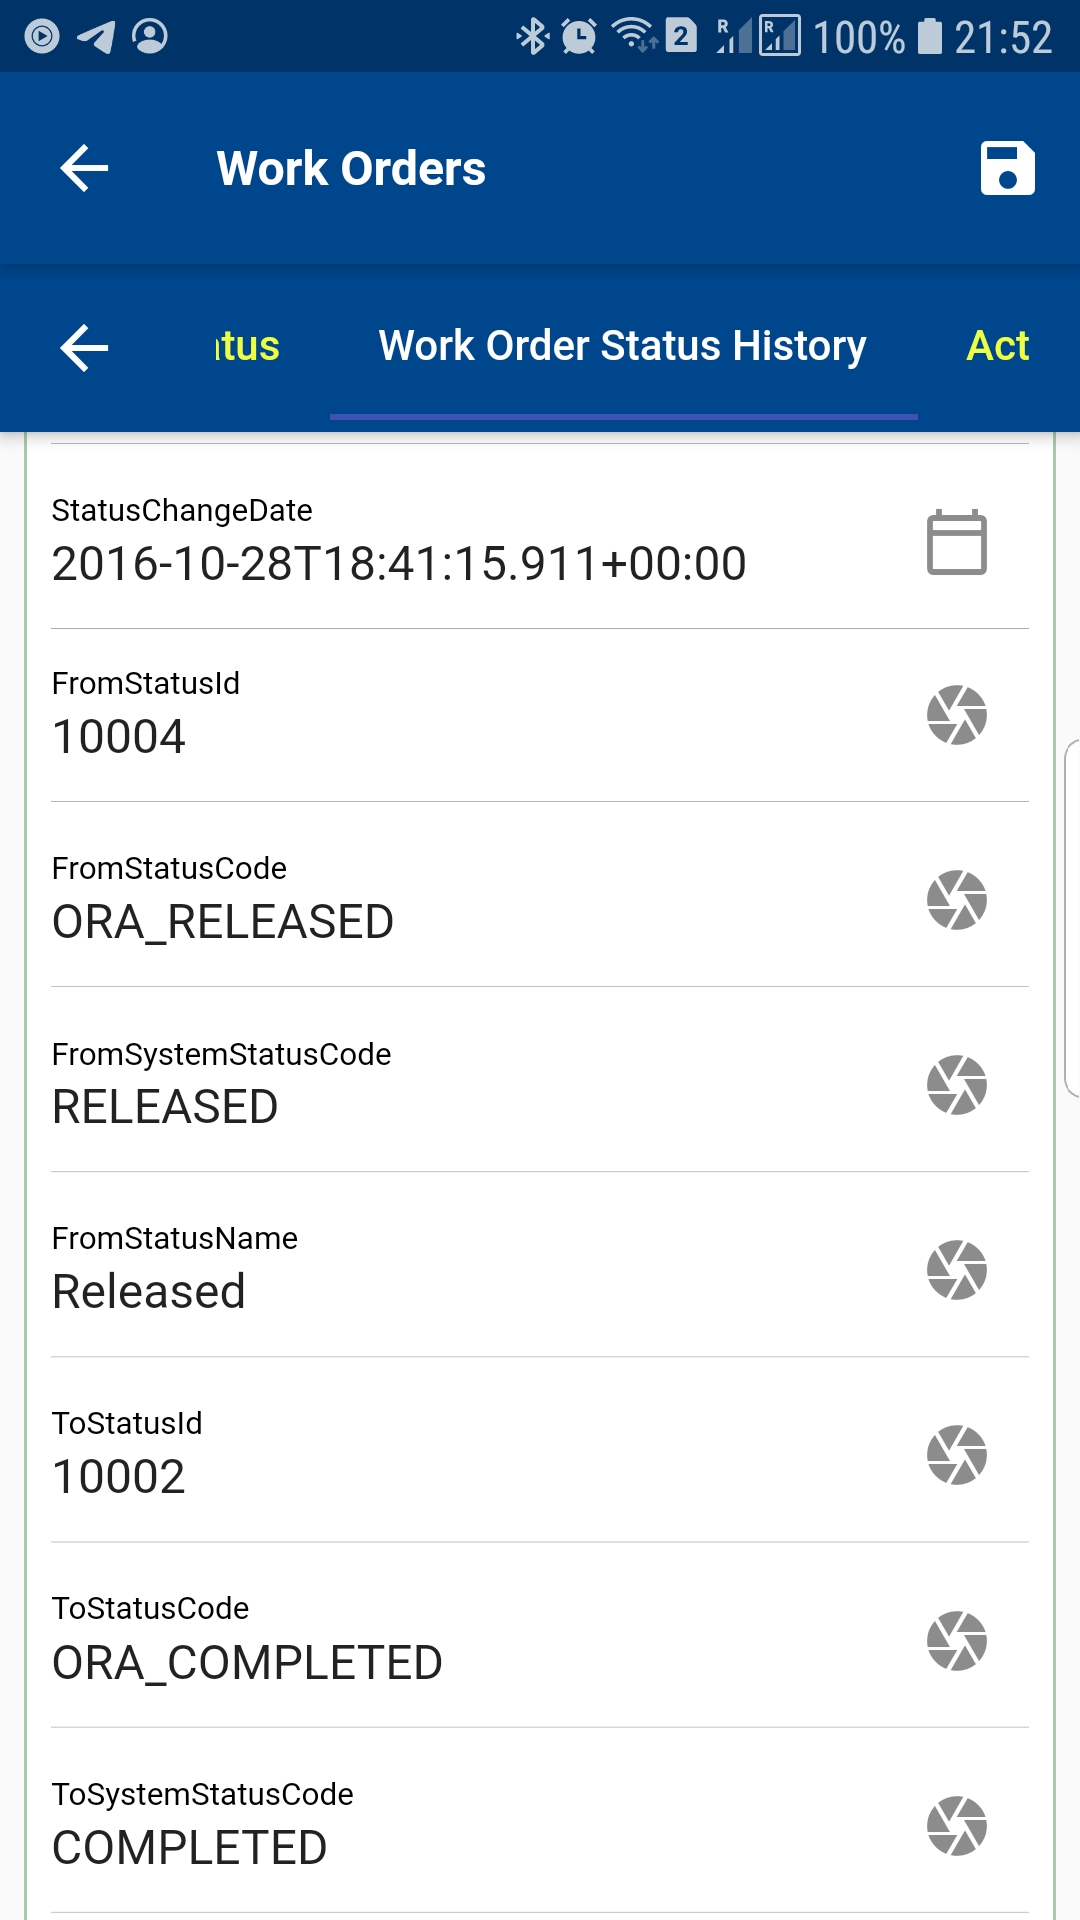 2 R R 100% 21:52
Work Orders
atus Work Order Status History Act
StatusChangeDate
2016-10-28T18:41:15.911+00:00
FromStatusId
10004
FromStatusCode
ORA_RELEASED
FromSystemStatusCode
RELEASED
FromStatusName
Released
ToStatusId
10002
ToStatusCode
ORA_COMPLETED
ToSystemStatusCode
COMPLETED